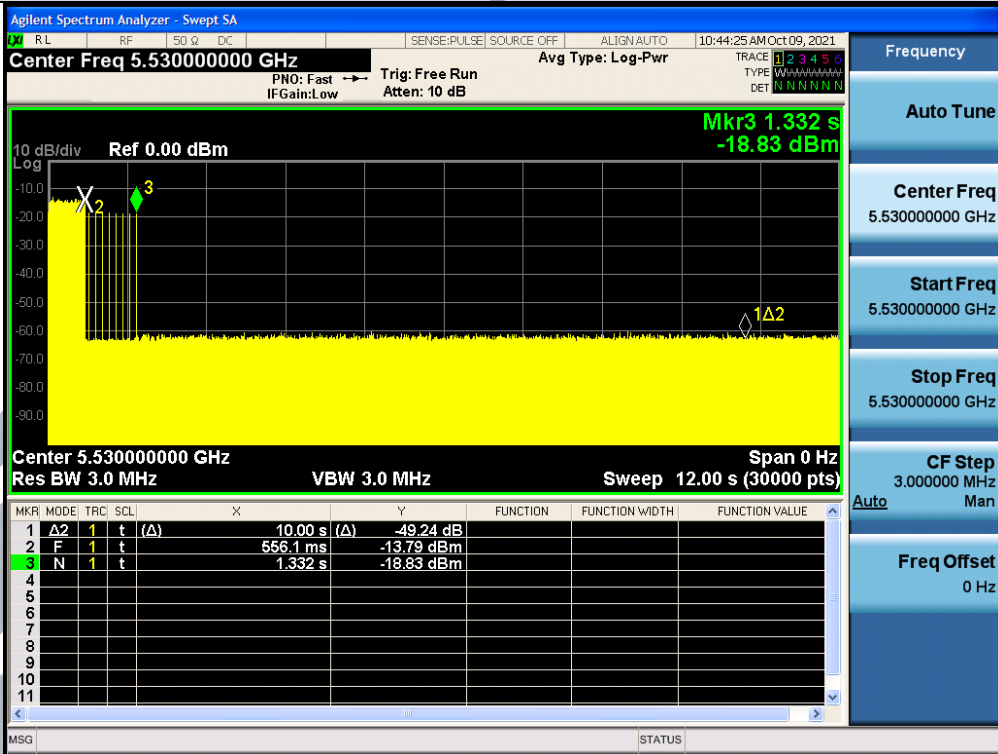 Agilent Spectrum Analyzer - Swept SA
LXI RL RF 50 Ω DC SENSE:PULSE SOURCE OFF ALIGN AUTO 10:44:25 AM Oct 09, 2021
Center Freq 5.530000000 GHz
PNO: Fast
IFGain:Low
Trig: Free Run
Atten: 10 dB
Avg Type: Log-Pwr
TRACE 1 2 3 4 5 6
TYPE
DET N N N N N N
Mkr3 1.332 s
-18.83 dBm
10 dB/div Ref 0.00 dBm
Log
-10.0
-20.0
-30.0
-40.0
-50.0
-60.0
-70.0
-80.0
-90.0
2
3
1Δ2
Center 5.530000000 GHz Span 0 Hz
Res BW 3.0 MHz VBW 3.0 MHz Sweep 12.00 s (30000 pts)
MKR MODE TRC SCL X Y FUNCTION FUNCTION WIDTH FUNCTION VALUE
1 Δ2 1 t (Δ) 10.00 s (Δ) -49.24 dB
2 F 1 t 556.1 ms -13.79 dBm
3 N 1 t 1.332 s -18.83 dBm
4
5
6
7
8
9
10
11
MSG STATUS
Frequency
Auto Tune
Center Freq
5.530000000 GHz
Start Freq
5.530000000 GHz
Stop Freq
5.530000000 GHz
CF Step
3.000000 MHz
Auto Man
Freq Offset
0 Hz